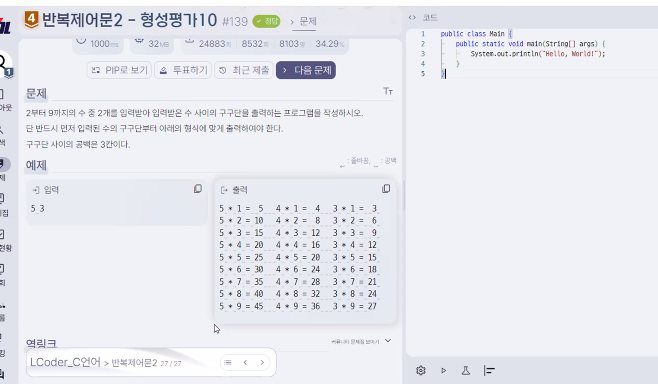 4 반복제어문2 - 형성평가10 #139 ✓ 정답 > 문제
1000ms 32MB 24883 8532 8103 34.29%
PIP로 보기 투표하기 최근 제출 > 다음 문제
문제 TT
2부터 9까지의 수 중 2개를 입력받아 입력받은 수 사이의 구구단을 출력하는 프로그램을 작성하시오.
단 반드시 먼저 입력된 수의 구구단부터 아래의 형식에 맞게 출력하여야 한다.
구구단 사이의 공백은 3칸이다.
예제 : 줄바꿈, : 공백
입력
5 3
출력
5 * 1 =  5   4 * 1 =  4   3 * 1 =  3
5 * 2 = 10   4 * 2 =  8   3 * 2 =  6
5 * 3 = 15   4 * 3 = 12   3 * 3 =  9
5 * 4 = 20   4 * 4 = 16   3 * 4 = 12
5 * 5 = 25   4 * 5 = 20   3 * 5 = 15
5 * 6 = 30   4 * 6 = 24   3 * 6 = 18
5 * 7 = 35   4 * 7 = 28   3 * 7 = 21
5 * 8 = 40   4 * 8 = 32   3 * 8 = 24
5 * 9 = 45   4 * 9 = 36   3 * 9 = 27
역링크
LCoder_C언어 > 반복제어문2 27 / 27
<> 코드
1 public class Main {
2 public static void main(String[] args) {
3 System.out.println("Hello, World!");
4 }
5 }